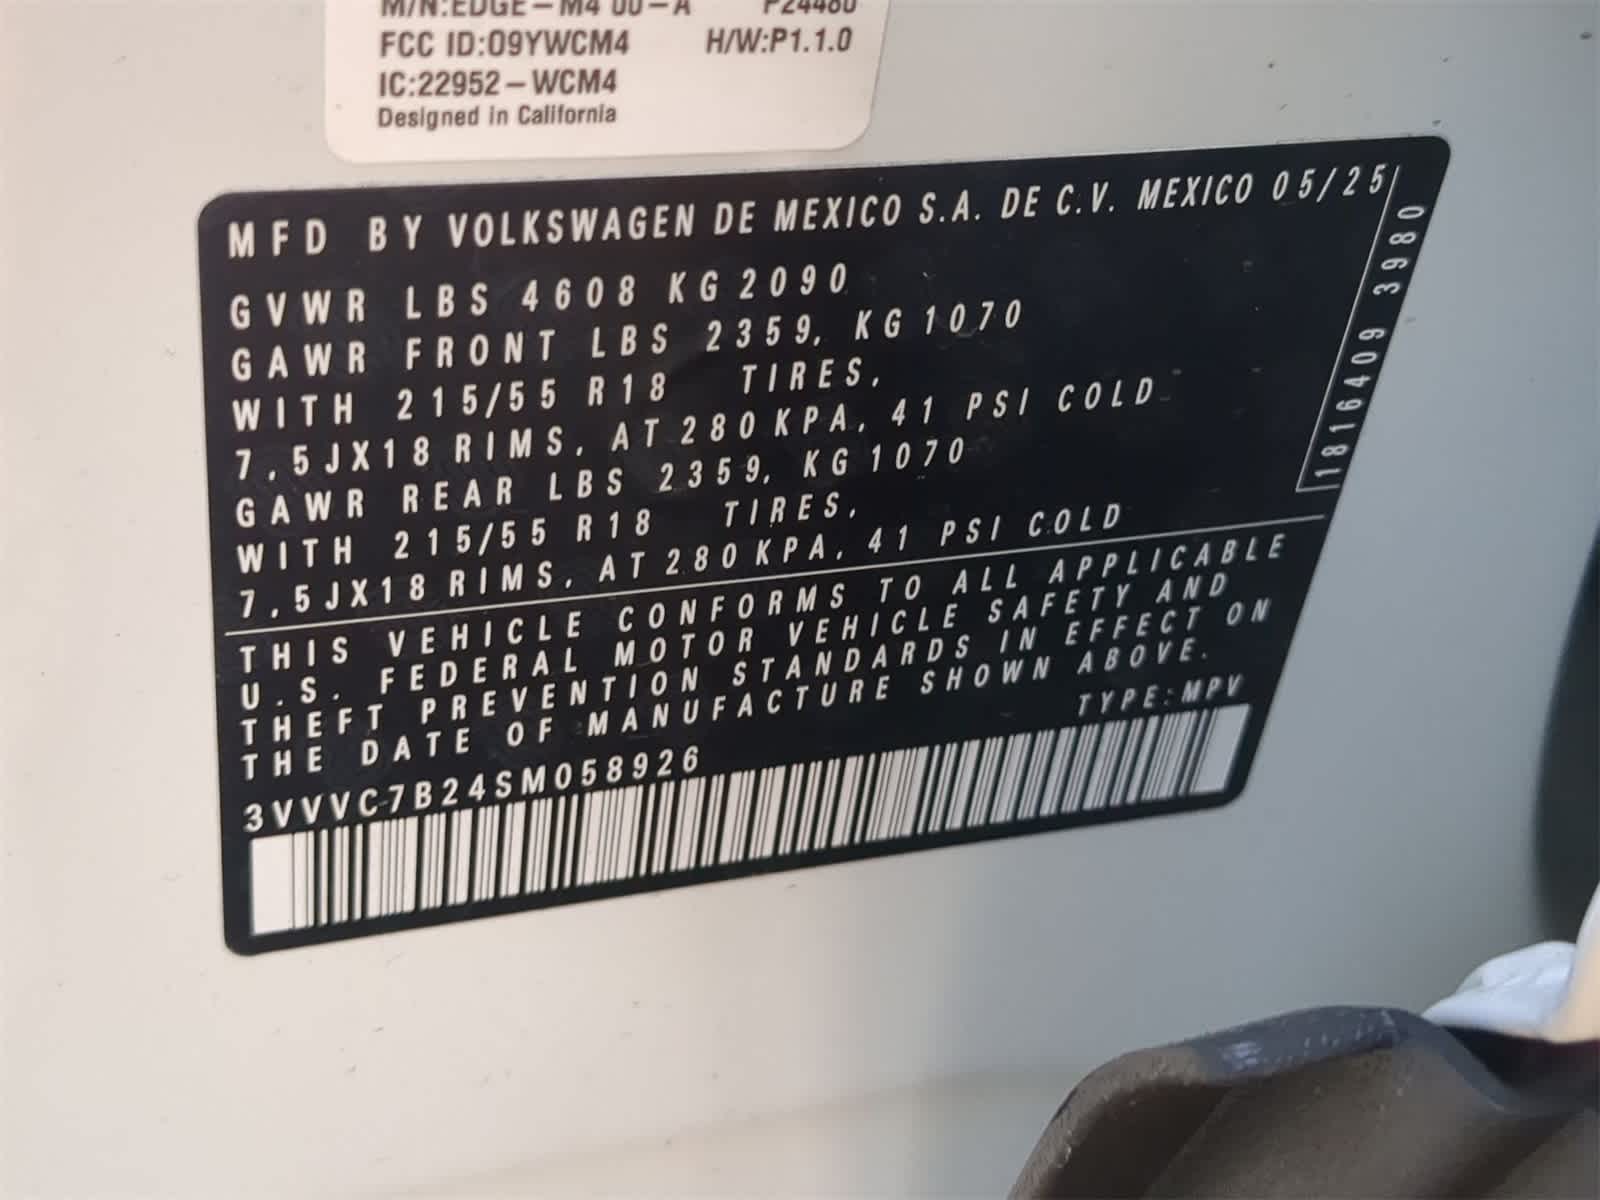 M/N:EDGE-M4 00-A P24480
FCC ID:O9YWCM4 H/W:P1.1.0
IC:22952-WCM4
Designed in California
MFD BY VOLKSWAGEN DE MEXICO S.A. DE C.V. MEXICO 05/25
GVWR LBS 4608 KG 2090
GAWR FRONT LBS 2359, KG 1070
WITH 215/55 R18 TIRES,
7,5JX18 RIMS, AT 280 KPA, 41 PSI COLD
GAWR REAR LBS 2359, KG 1070
WITH 215/55 R18 TIRES,
7,5JX18 RIMS, AT 280 KPA, 41 PSI COLD
1816409 3980
THIS VEHICLE CONFORMS TO ALL APPLICABLE
U.S. FEDERAL MOTOR VEHICLE SAFETY AND
THEFT PREVENTION STANDARDS IN EFFECT ON
THE DATE OF MANUFACTURE SHOWN ABOVE.
TYPE:MPV
3VVVC7B24SM058926